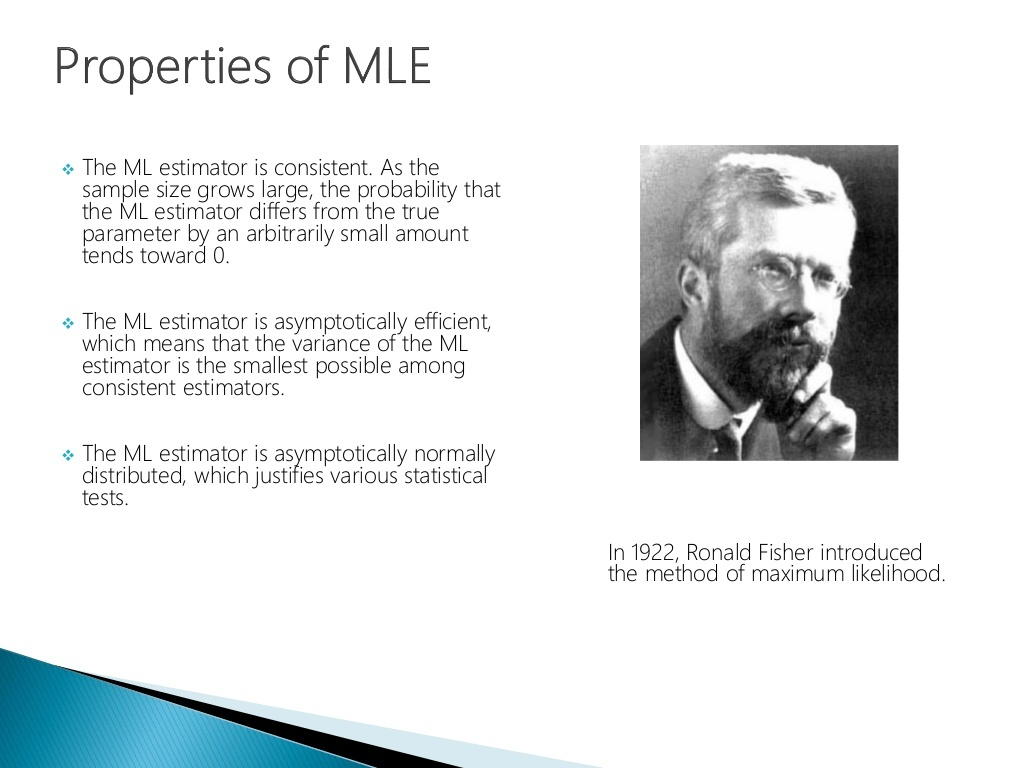 Properties of MLE
The ML estimator is consistent. As the
sample size grows large, the probability that
the ML estimator differs from the true
parameter by an arbitrarily small amount
tends toward 0.
The ML estimator is asymptotically efficient,
which means that the variance of the ML
estimator is the smallest possible among
consistent estimators.
The ML estimator is asymptotically normally
distributed, which justifies various statistical
tests.
In 1922, Ronald Fisher introduced
the method of maximum likelihood.